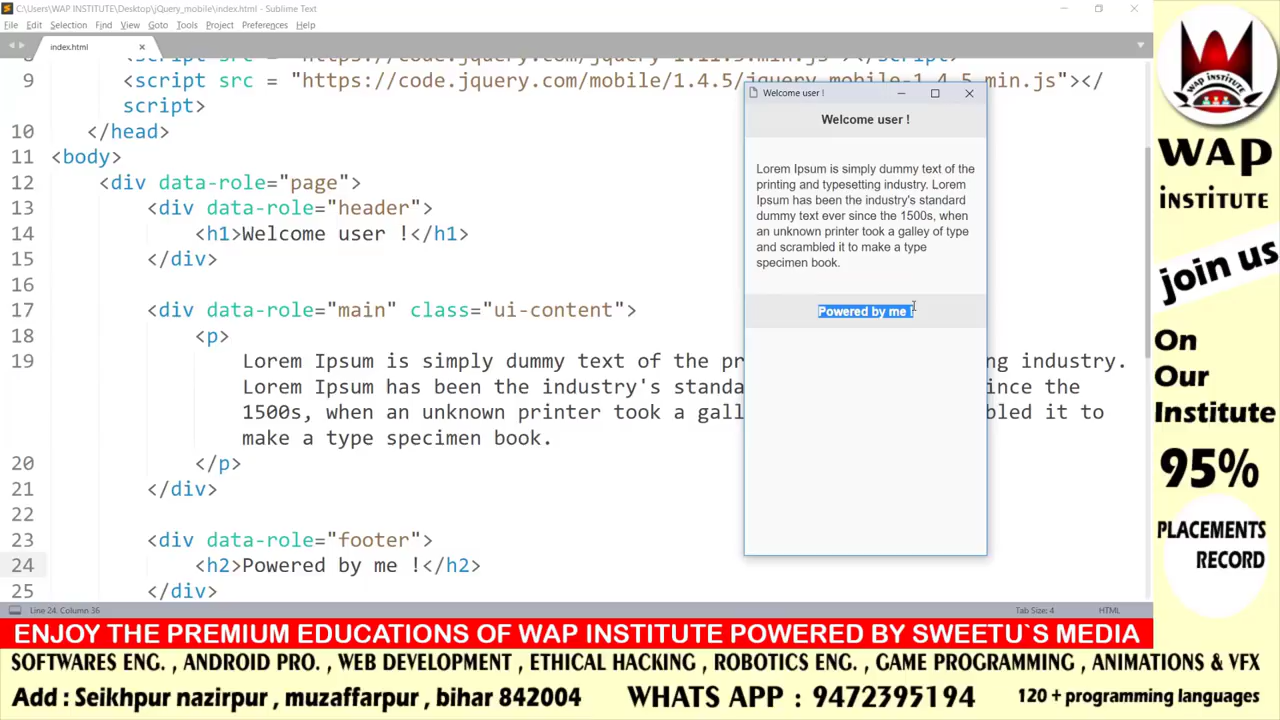 C:\Users\WAP INSTITUTE\Desktop\jQuery_mobile\index.html - Sublime Text
File Edit Selection Find View Goto Tools Project Preferences Help
index.html
9 <script src = "https://code.jquery.com/mobile/1.4.5/jquery.mobile-1.4.5.min.js"></
script>
10 </head>
11 <body>
12 <div data-role="page">
13 <div data-role="header">
14 <h1>Welcome user !</h1>
15 </div>
16
17 <div data-role="main" class="ui-content">
18 <p>
19 Lorem Ipsum is simply dummy text of the pr ng industry.
Lorem Ipsum has been the industry's standa ince the
1500s, when an unknown printer took a gall bled it to
make a type specimen book.
20 </p>
21 </div>
22
23 <div data-role="footer">
24 <h2>Powered by me !</h2>
25 </div>
Line 24, Column 36
Tab Size: 4
HTML
Welcome user !
Welcome user !
Lorem Ipsum is simply dummy text of the
printing and typesetting industry. Lorem
Ipsum has been the industry's standard
dummy text ever since the 1500s, when
an unknown printer took a galley of type
and scrambled it to make a type
specimen book.
Powered by me !
WAP INSTITUTE
WAP
INSTITUTE
join us
On
Our
Institute
95%
PLACEMENTS
RECORD
ENJOY THE PREMIUM EDUCATIONS OF WAP INSTITUTE POWERED BY SWEETU`S MEDIA
SOFTWARES ENG. , ANDROID PRO. , WEB DEVELOPMENT , ETHICAL HACKING , ROBOTICS ENG. , GAME PROGRAMMING , ANIMATIONS & VFX
Add : Seikhpur nazirpur , muzaffarpur , bihar 842004 WHATS APP : 9472395194 120 + programming languages